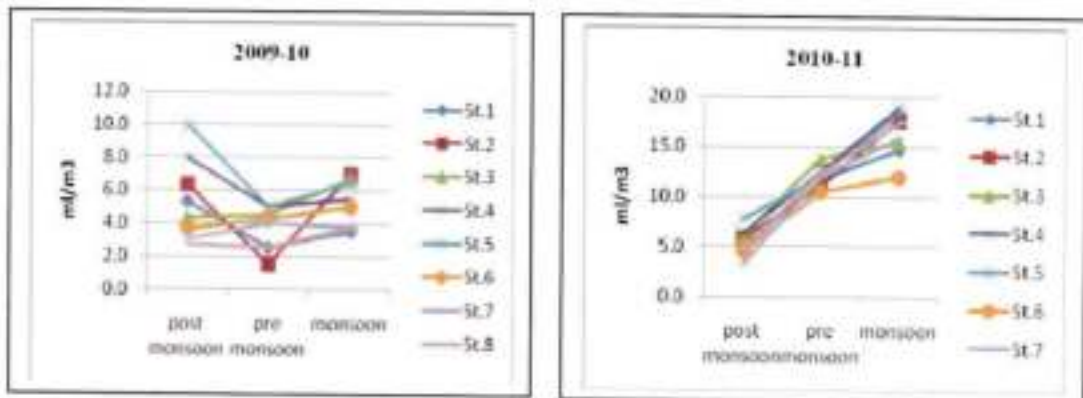 2009-10
12.0
10.0
8.0
6.0
4.0
2.0
0.0
ml/m3
post monsoon
pre monsoon
monsoon
St.1
St.2
St.3
St.4
St.5
St.6
St.7
St.8
2010-11
20.0
15.0
10.0
5.0
0.0
ml/m3
post monsoon
pre monsoon
monsoon
St.1
St.2
St.3
St.4
St.5
St.6
St.7